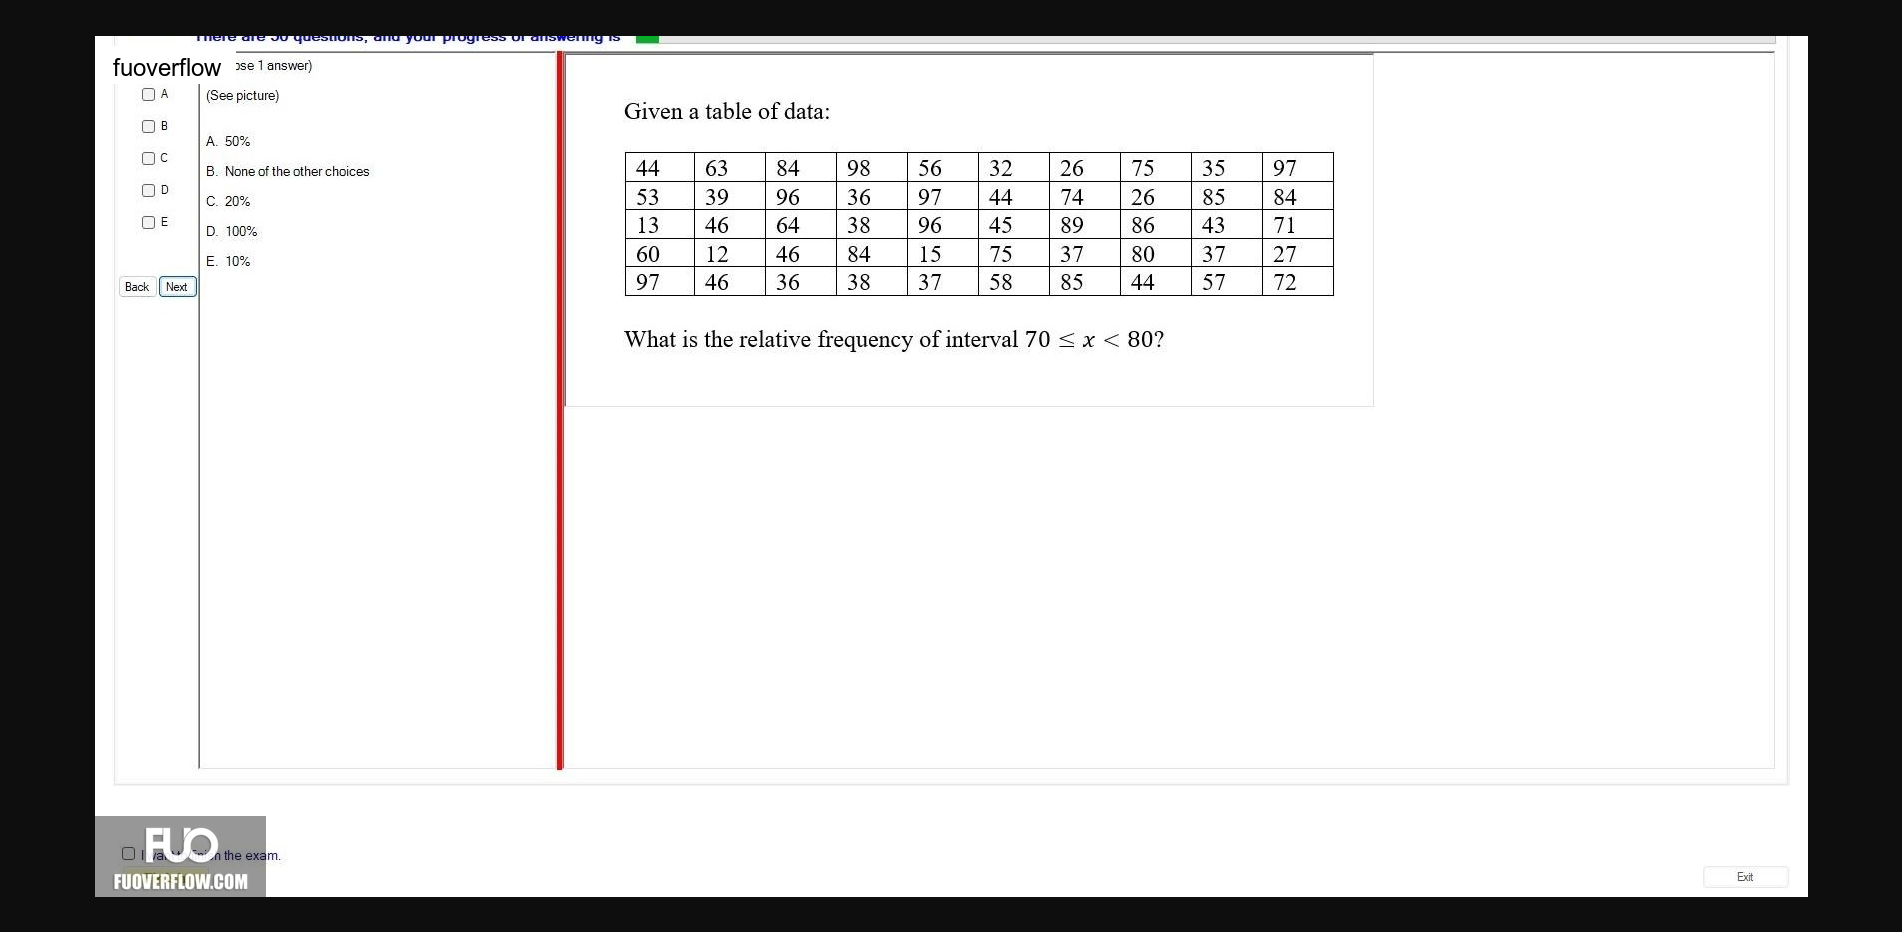 There are 50 questions, and your progress of answering is
fuoverflow
ose 1 answer)
A
B
C
D
E
Back Next
(See picture)
A. 50%
B. None of the other choices
C. 20%
D. 100%
E. 10%
Given a table of data:
44 63 84 98 56 32 26 75 35 97
53 39 96 36 97 44 74 26 85 84
13 46 64 38 96 45 89 86 43 71
60 12 46 84 15 75 37 80 37 27
97 46 36 38 37 58 85 44 57 72
What is the relative frequency of interval 70 ≤ x < 80?
FUO
I want to finish the exam.
FUOVERFLOW.COM
Exit